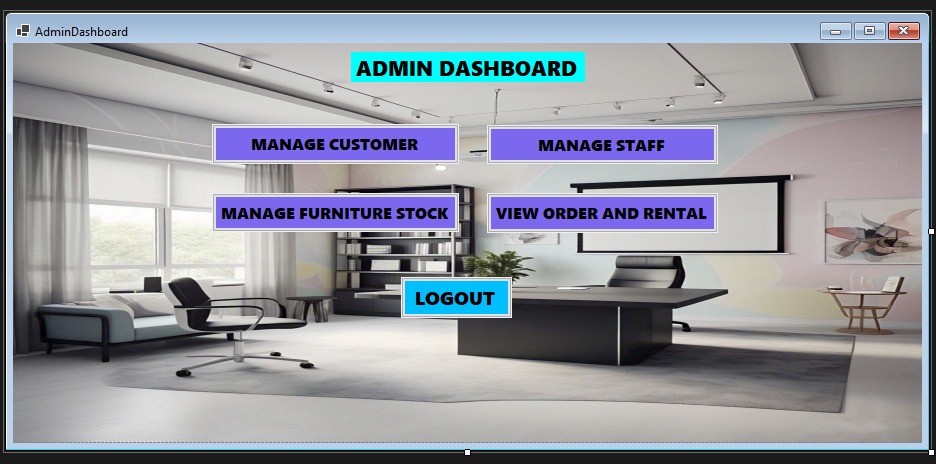 AdminDashboard
ADMIN DASHBOARD
MANAGE CUSTOMER
MANAGE STAFF
MANAGE FURNITURE STOCK
VIEW ORDER AND RENTAL
LOGOUT